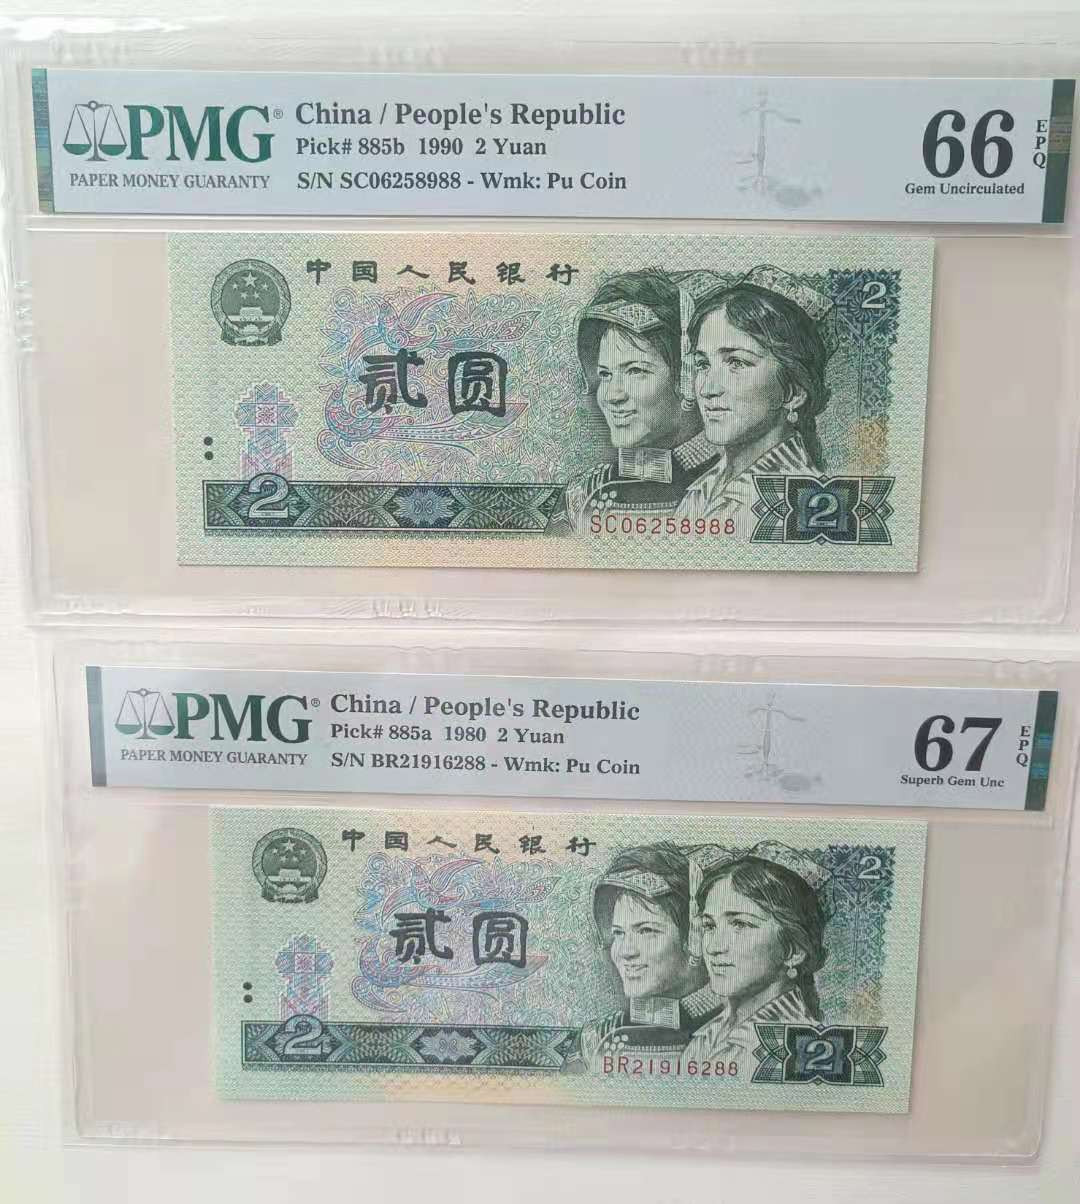 PMG®
PAPER MONEY GUARANTY
China / People's Republic
Pick# 885b 1990 2 Yuan
S/N SC06258988 - Wmk: Pu Coin
66
Gem Uncirculated
EPQ
中国人民银行
2
贰圆
2
SC06258988
2
PMG®
PAPER MONEY GUARANTY
China / People's Republic
Pick# 885a 1980 2 Yuan
S/N BR21916288 - Wmk: Pu Coin
67
Superb Gem Unc
EPQ
中国人民银行
2
贰圆
2
BR21916288
2